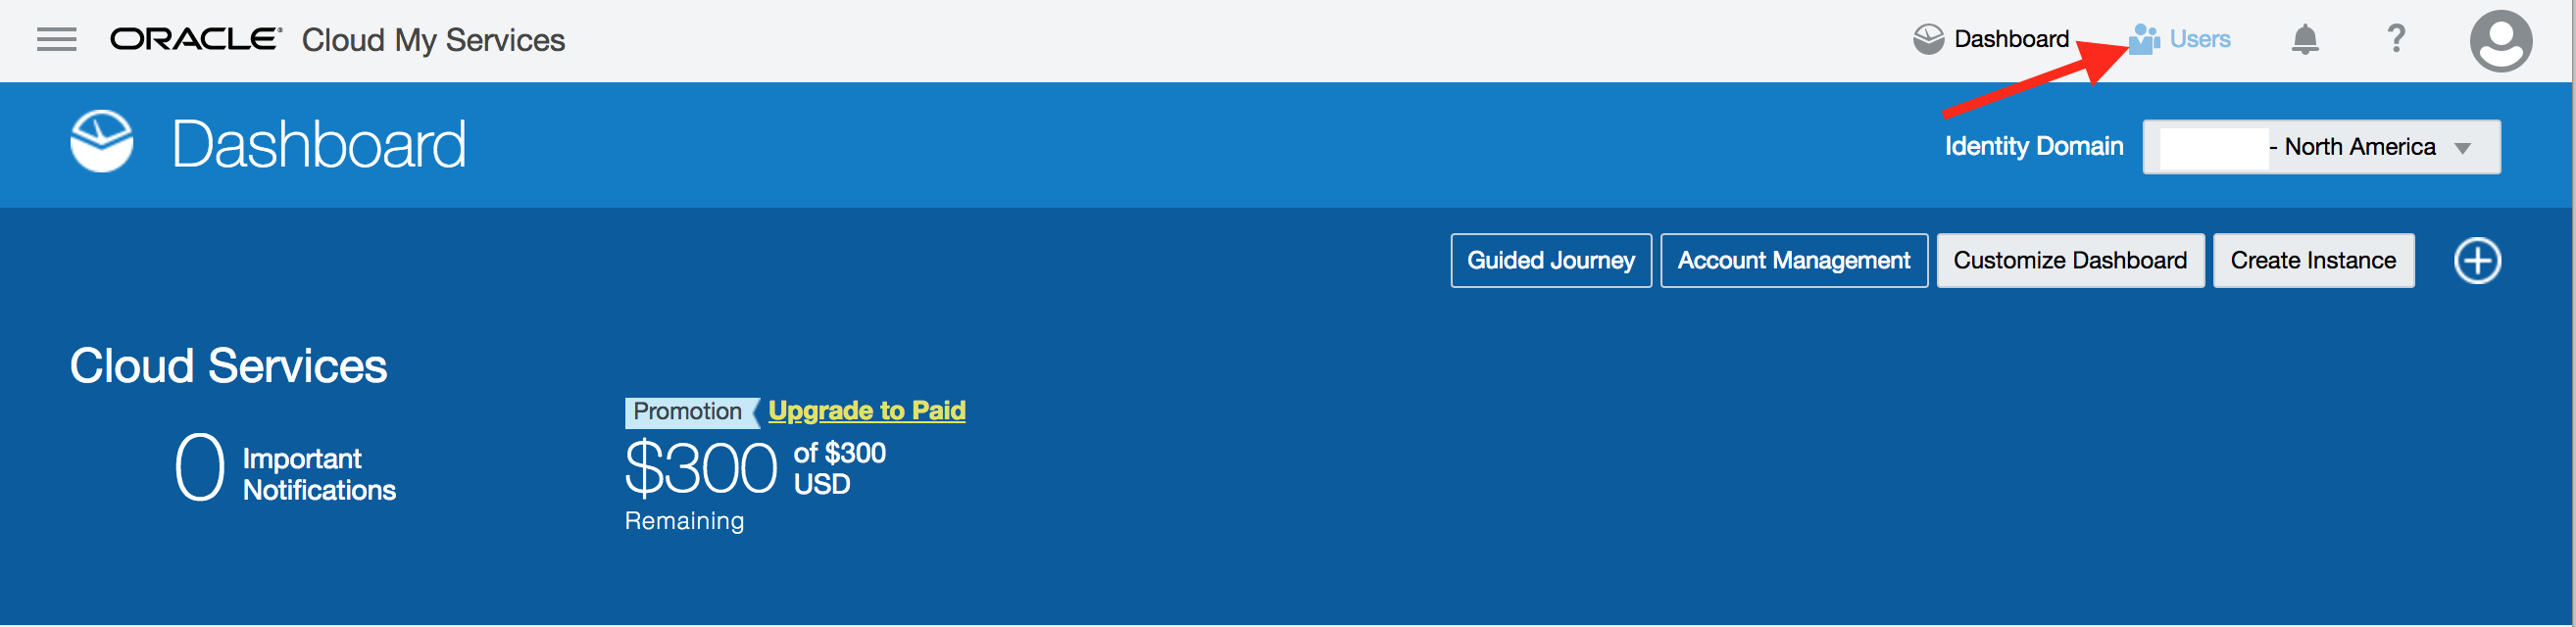 ORACLE Cloud My Services
Dashboard
Users
?
Dashboard
Identity Domain
- North America
Guided Journey
Account Management
Customize Dashboard
Create Instance
Cloud Services
0 Important
Notifications
Promotion
Upgrade to Paid
$300 of $300
USD
Remaining